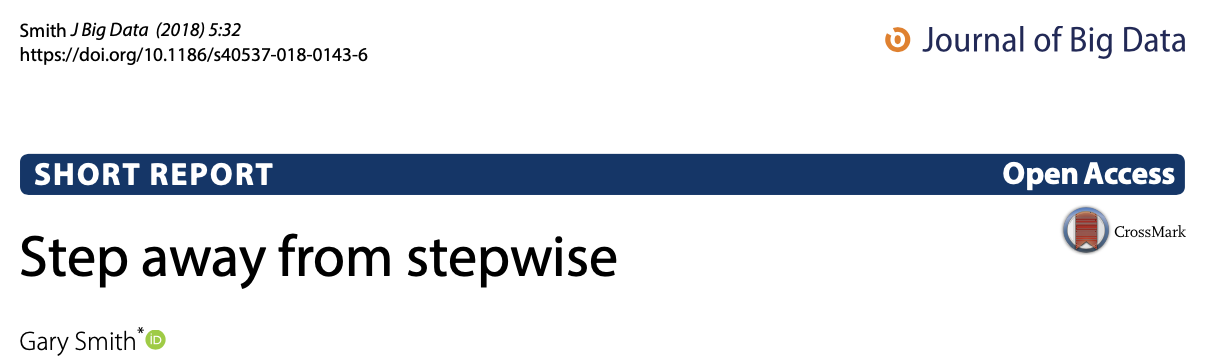 Smith J Big Data (2018) 5:32
https://doi.org/10.1186/s40537-018-0143-6
Journal of Big Data
SHORT REPORT
Open Access
CrossMark
Step away from stepwise
Gary Smith* iD